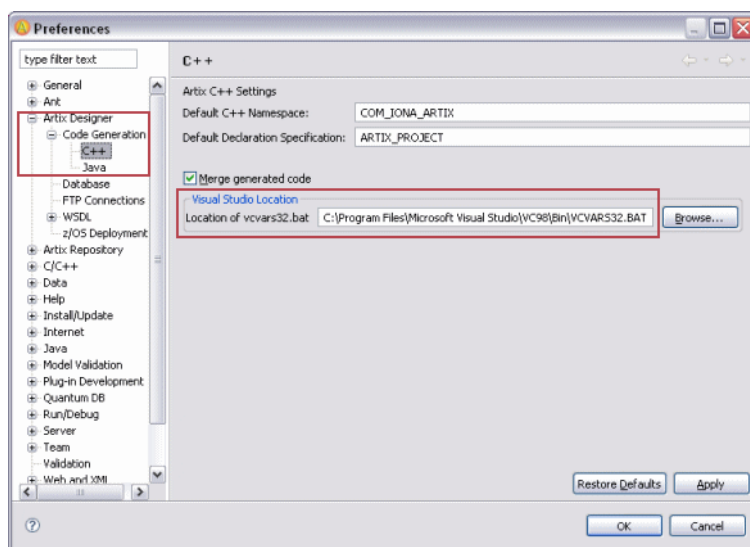 Preferences
type filter text
C++
General
Ant
Artix Designer
Code Generation
C++
Java
Database
FTP Connections
WSDL
z/OS Deployment
Artix Repository
C/C++
Data
Help
Install/Update
Internet
Java
Model Validation
Plug-in Development
Quantum DB
Run/Debug
Server
Team
Validation
Web and XML
Artix C++ Settings
Default C++ Namespace: COM_IONA_ARTIX
Default Declaration Specification: ARTIX_PROJECT
Merge generated code
Visual Studio Location
Location of vcvars32.bat C:\Program Files\Microsoft Visual Studio\VC98\Bin\VCVARS32.BAT Browse...
Restore Defaults Apply
OK Cancel